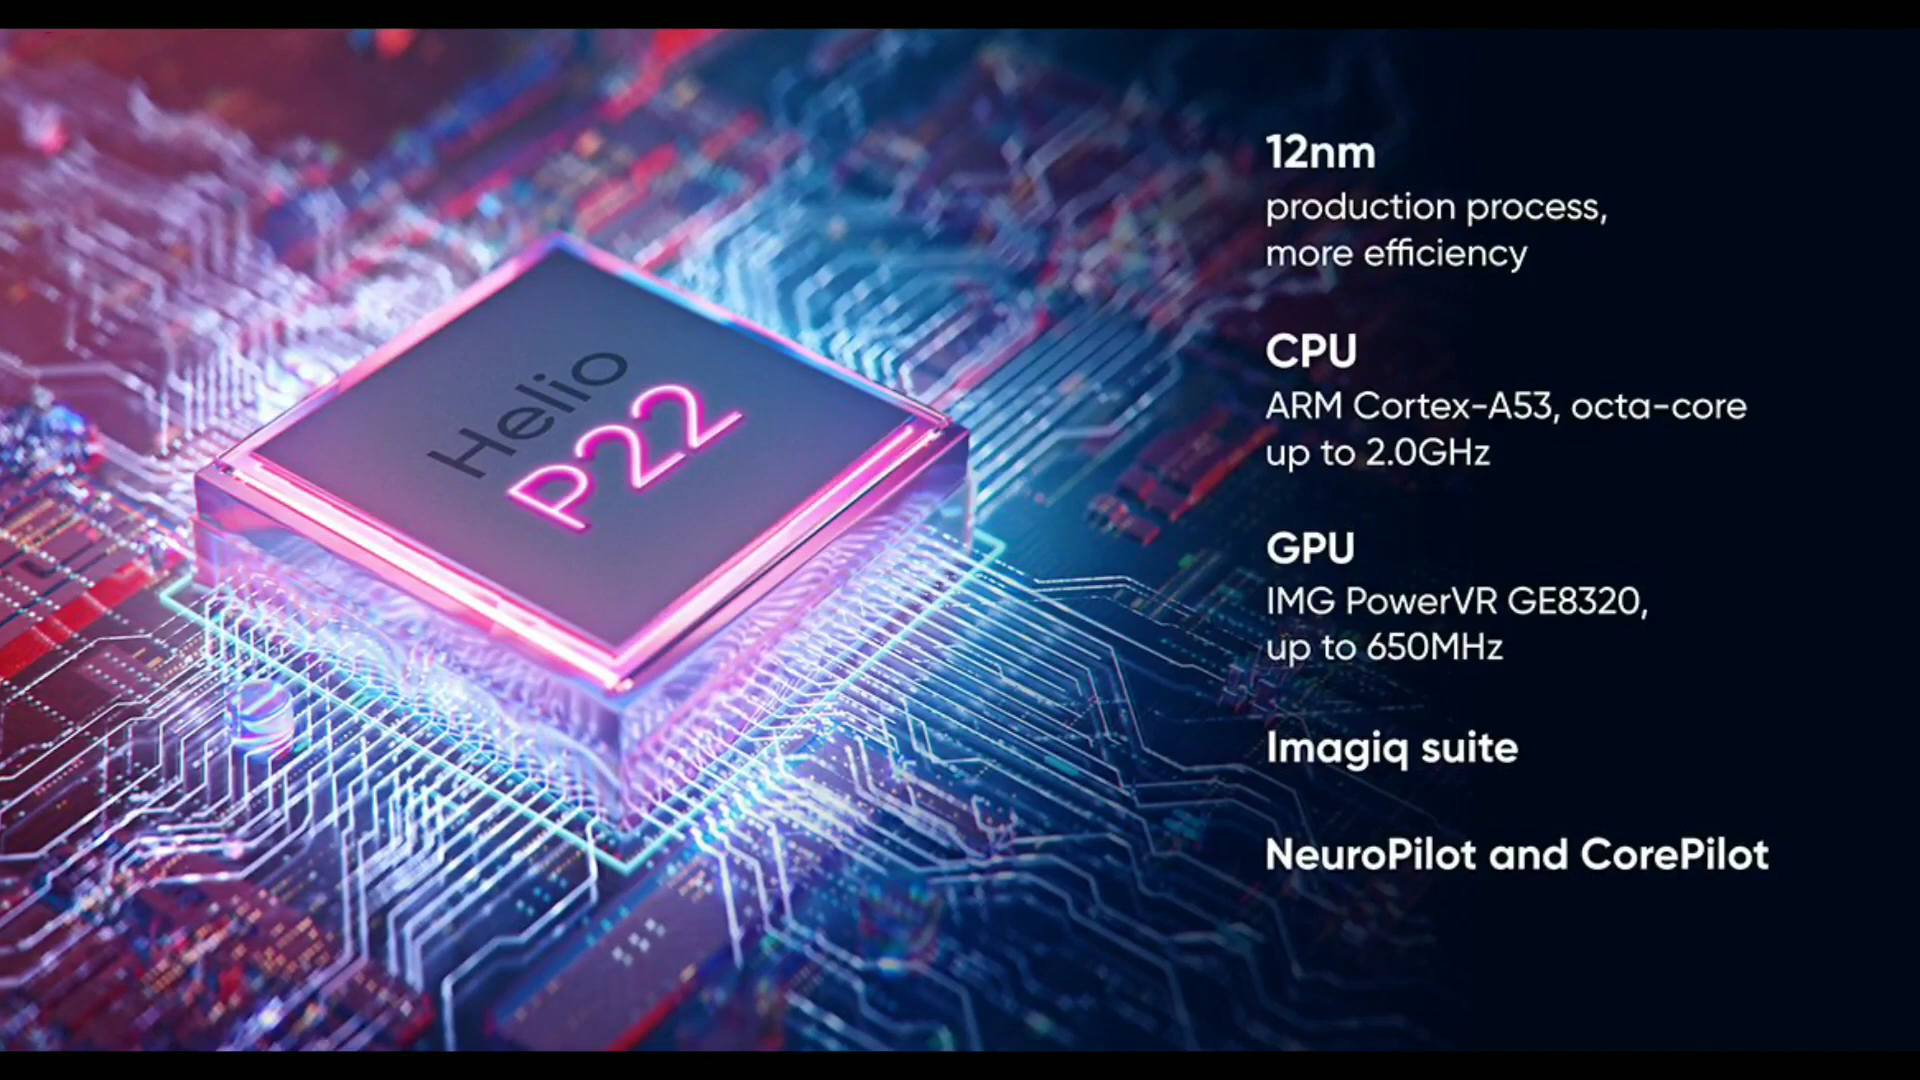 Helio
P22
12nm
production process,
more efficiency
CPU
ARM Cortex-A53, octa-core
up to 2.0GHz
GPU
IMG PowerVR GE8320,
up to 650MHz
Imagiq suite
NeuroPilot and CorePilot